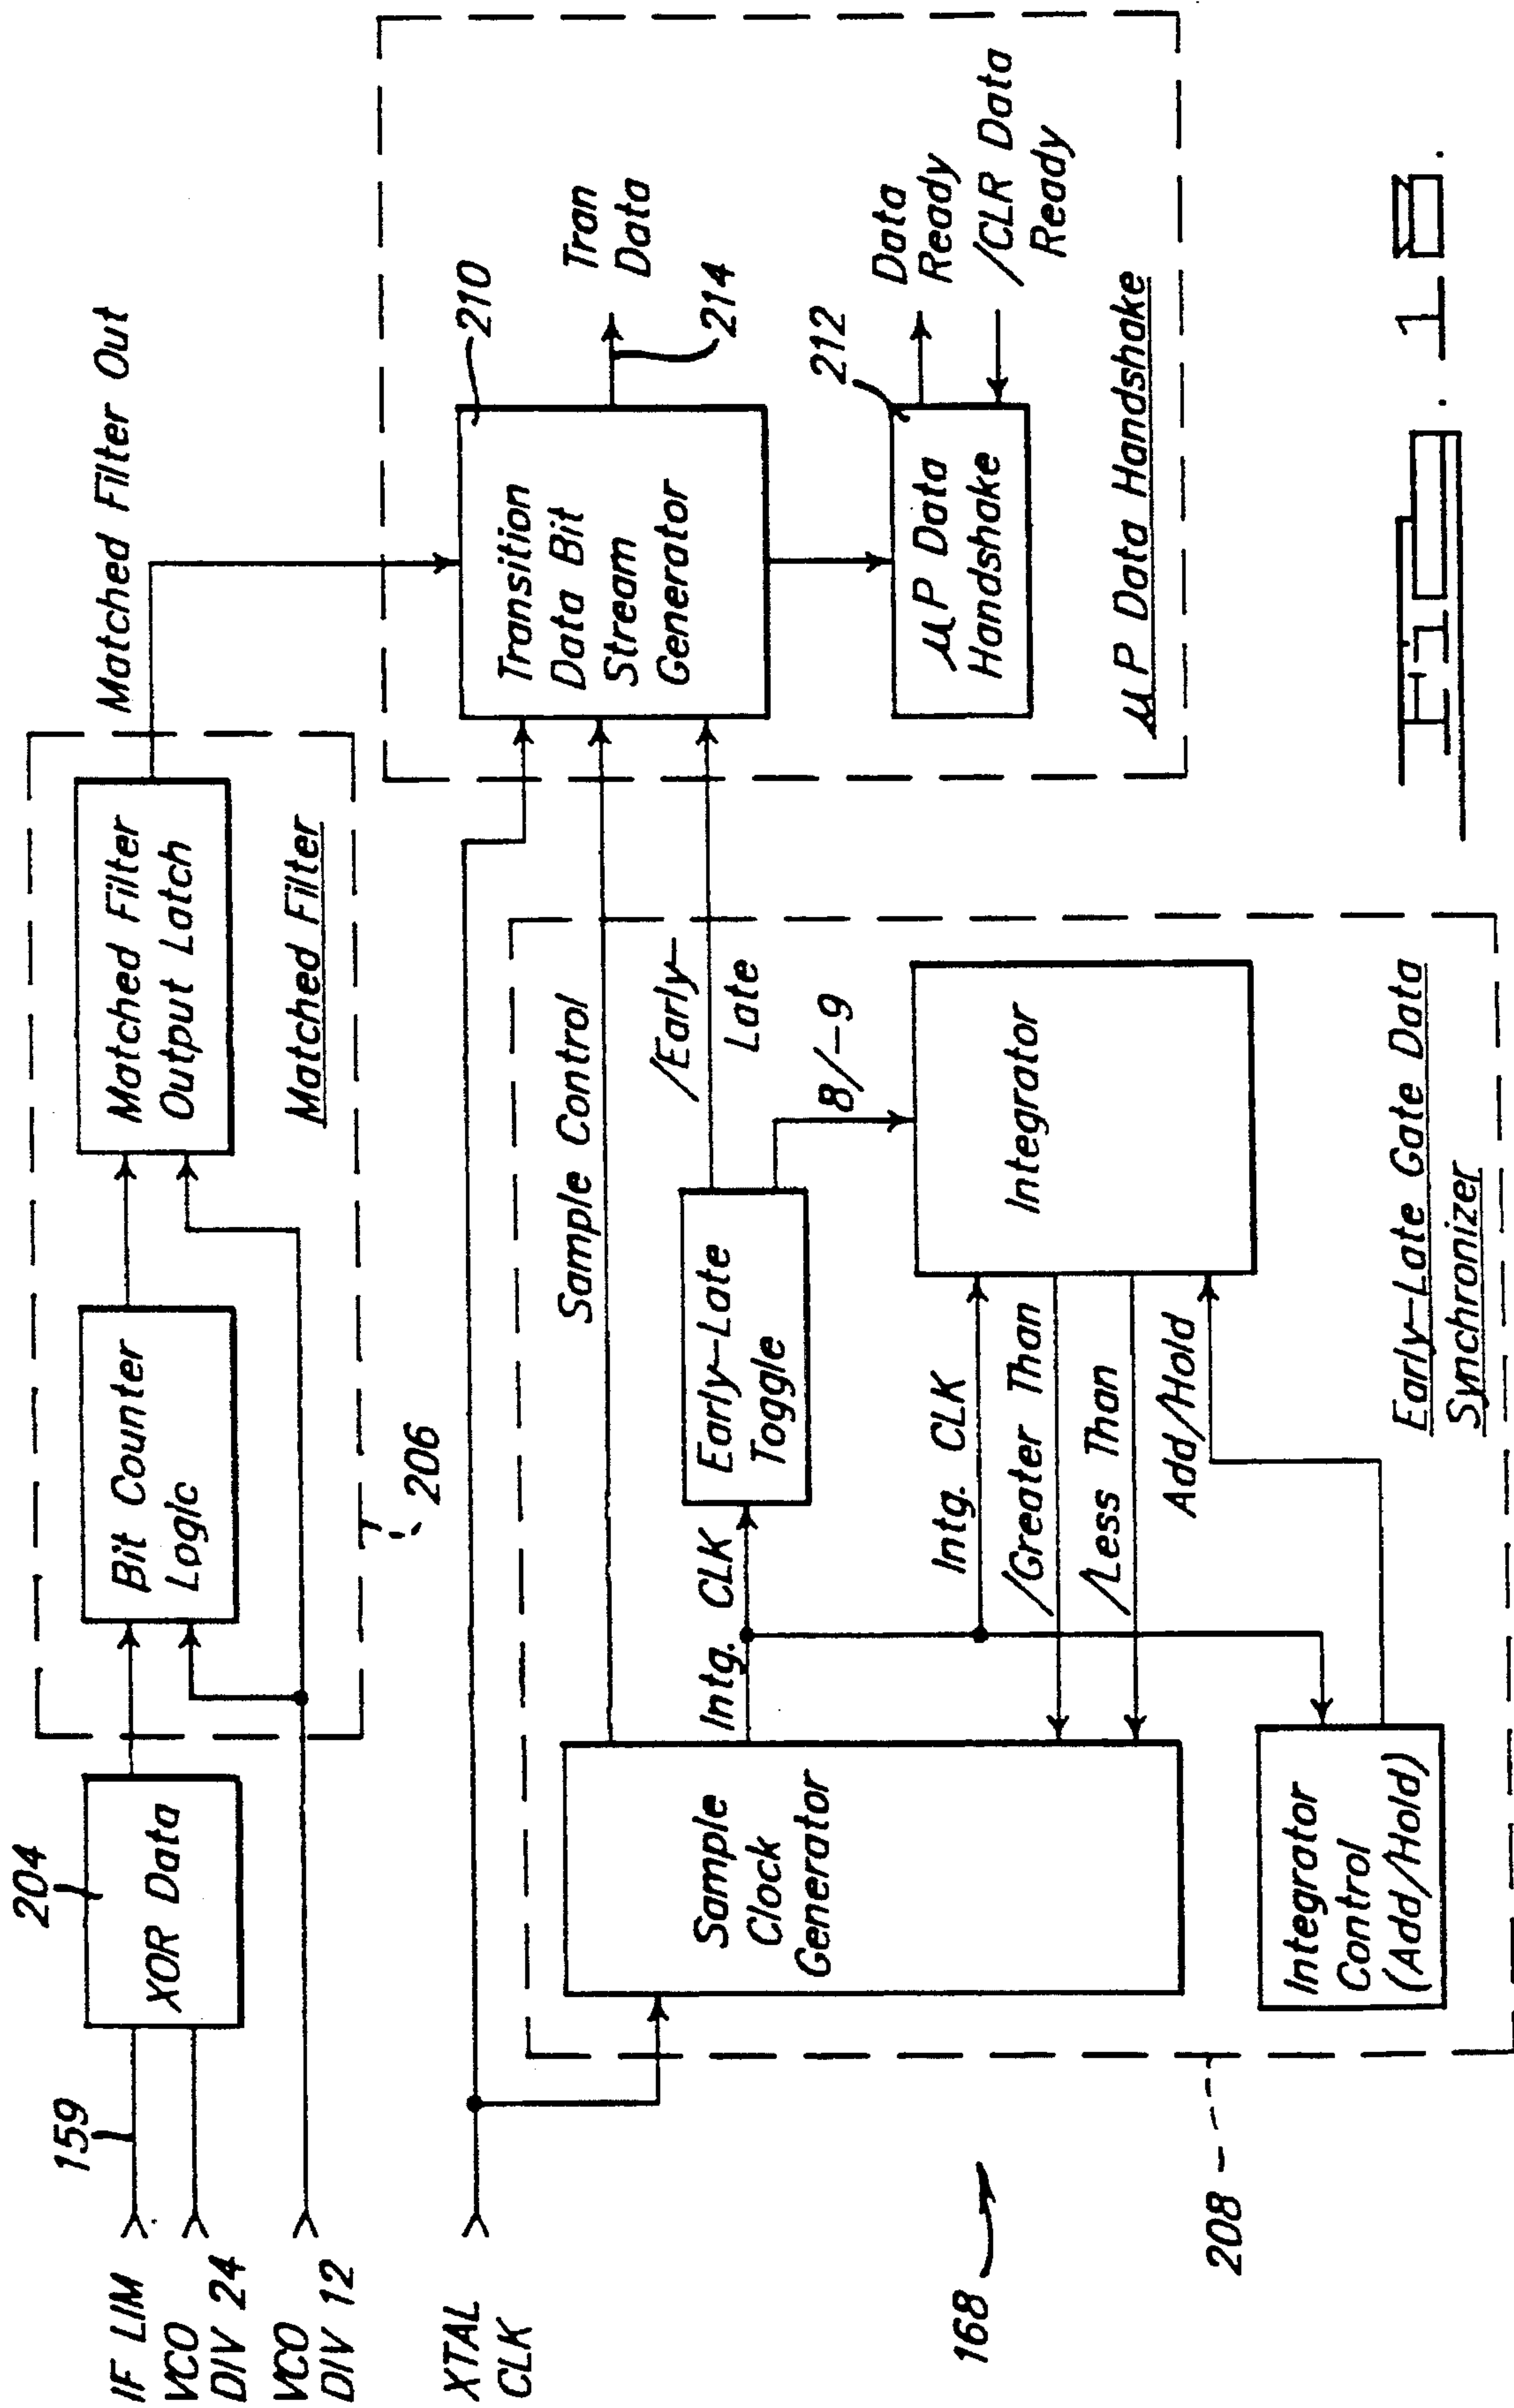 IF LIM
VCO
DIV 24
VCO
DIV 12
XTAL
CLK
159
204
XOR Data
Bit Counter
Logic
Matched Filter
Output Latch
Matched Filter
206
Matched Filter Out
Sample Control
/Early-
Late
8/-9
Early-Late
Toggle
Intg. CLK
Intg. CLK
/Greater Than
/Less Than
Add/Hold
Integrator
Sample
Clock
Generator
Integrator
Control
(Add/Hold)
Early-Late Gate Data
Synchronizer
208
168
Transition
Data Bit
Stream
Generator
210
Tran
Data
214
212
µP Data
Handshake
Data
Ready
/CLR Data
Ready
µP Data Handshake
FIG. 18.